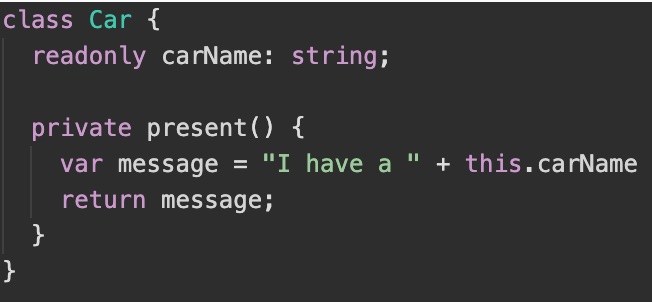 class Car {
readonly carName: string;
private present() {
var message = "I have a " + this.carName
return message;
}
}